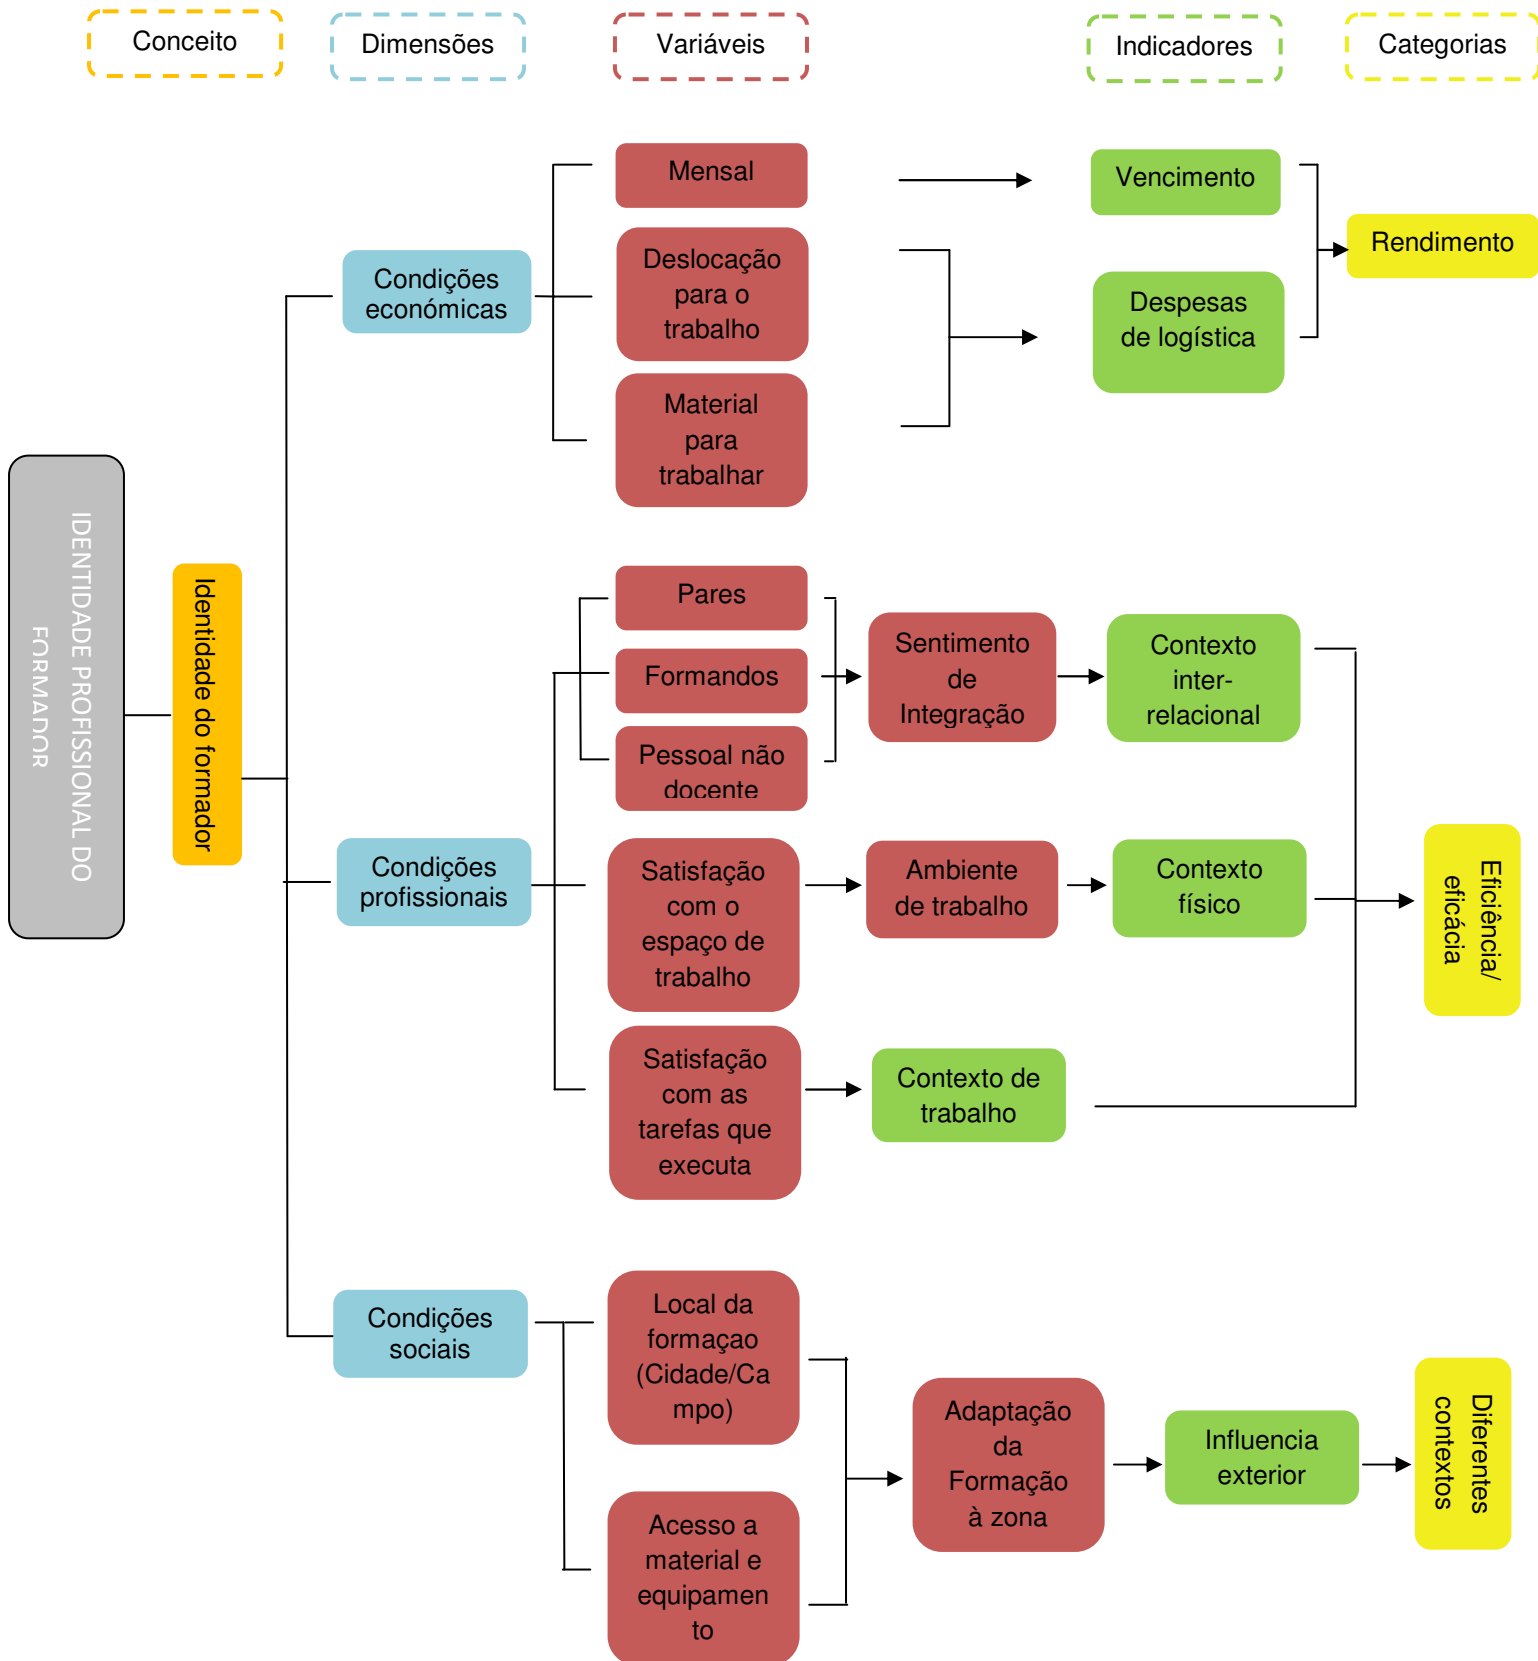 Conceito
Dimensões
Variáveis
Indicadores
Categorias
Mensal
Vencimento
Rendimento
Condições
económicas
Deslocação
para o
trabalho
Despesas
de logística
Material
para
trabalhar
IDENTIDADE PROFISSIONAL DO
FORMADOR
Identidade do formador
Pares
Formandos
Pessoal não
docente
Sentimento
de
Integração
Contexto
inter-
relacional
Condições
profissionais
Satisfação
com o
espaço de
trabalho
Ambiente
de trabalho
Contexto
físico
Eficiência/
eficácia
Satisfação
com as
tarefas que
executa
Contexto de
trabalho
Condições
sociais
Local da
formaçao
(Cidade/Ca
mpo)
Acesso a
material e
equipamen
to
Adaptação
da
Formação
à zona
Influencia
exterior
Diferentes
contextos